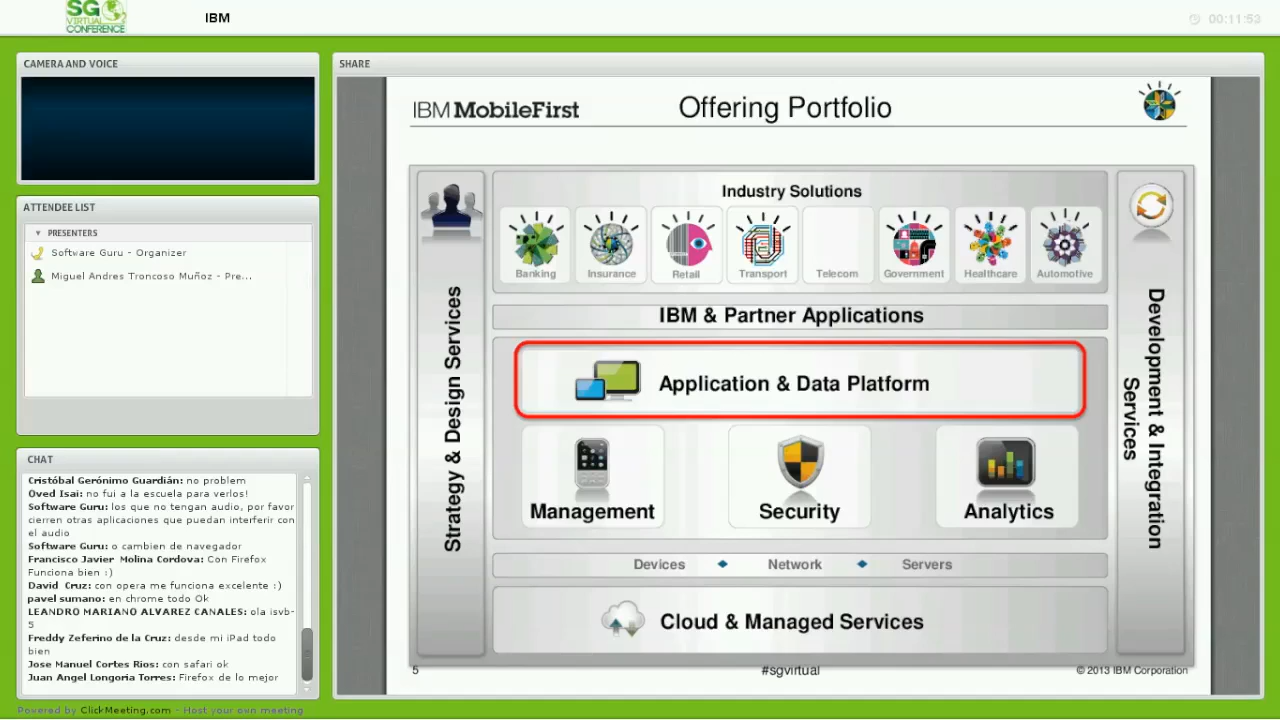 SG
VIRTUAL
CONFERENCE
IBM
00:11:53
CAMERA AND VOICE
SHARE
ATTENDEE LIST
PRESENTERS
Software Guru - Organizer
Miguel Andres Troncoso Muñoz - Pre...
CHAT
Cristóbal Gerónimo Guardián: no problem
Oved Isai: no fui a la escuela para verlos!
Software Guru: los que no tengan audio, por favor
cierren otras aplicaciones que puedan interferir con
el audio
Software Guru: o cambien de navegador
Francisco Javier Molina Cordova: Con Firefox
Funciona bien :)
David Cruz: con opera me funciona excelente :)
pavel sumano: en chrome todo Ok
LEANDRO MARIANO ALVAREZ CANALES: ola isvb-
5
Freddy Zeferino de la Cruz: desde mi iPad todo
bien
Jose Manuel Cortes Rios: con safari ok
Juan Angel Longoria Torres: Firefox de lo mejor
Powered by ClickMeeting.com - Host your own meeting
IBM MobileFirst
Offering Portfolio
Strategy & Design Services
Industry Solutions
Banking
Insurance
Retail
Transport
Telecom
Government
Healthcare
Automotive
IBM & Partner Applications
Application & Data Platform
Management
Security
Analytics
Devices
Network
Servers
Cloud & Managed Services
Development & Integration
Services
5
#sgvirtual
© 2013 IBM Corporation